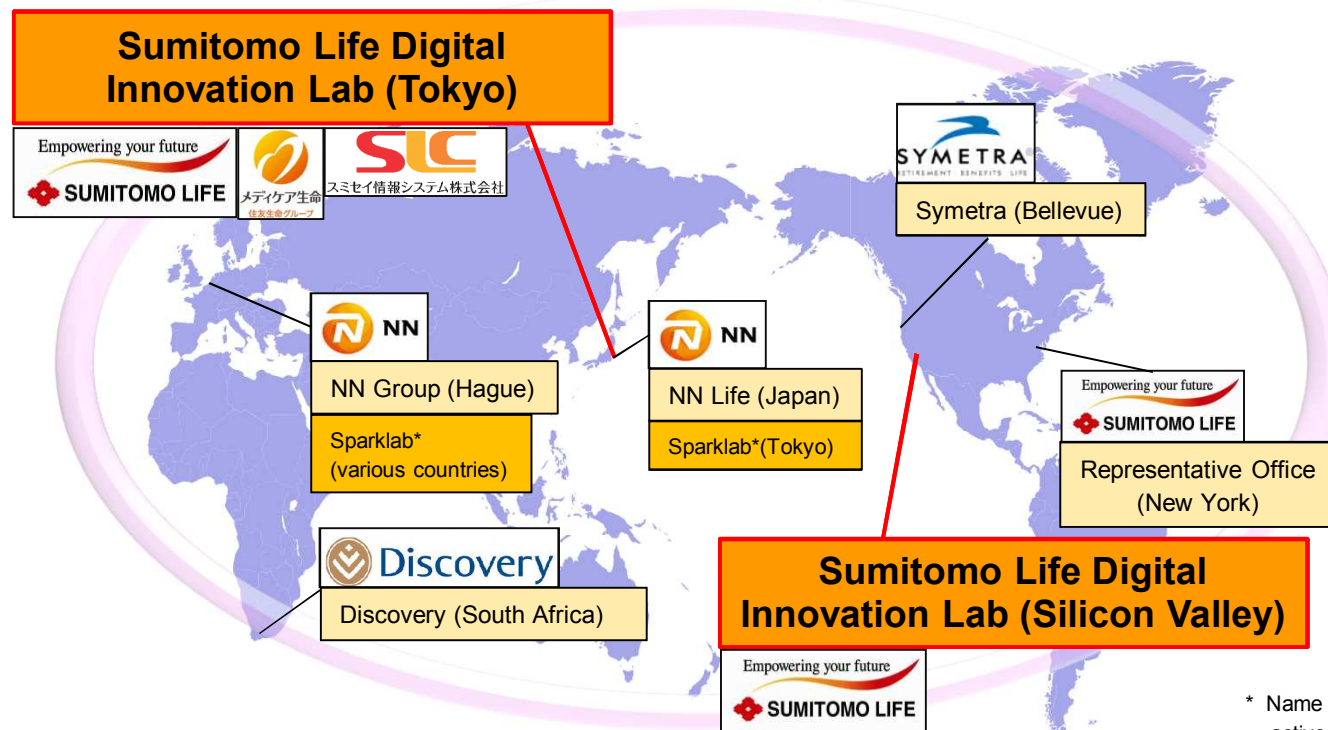 Sumitomo Life Digital
Innovation Lab (Tokyo)
Empowering your future
SUMITOMO LIFE
メディケア生命
住友生命グループ
SLC
スミセイ情報システム株式会社
SYMETRA®
RETIREMENT BENEFITS LIFE
Symetra (Bellevue)
NN
NN Group (Hague)
Sparklab*
(various countries)
NN
NN Life (Japan)
Sparklab*(Tokyo)
Empowering your future
SUMITOMO LIFE
Representative Office
(New York)
Discovery
Discovery (South Africa)
Sumitomo Life Digital
Innovation Lab (Silicon Valley)
Empowering your future
SUMITOMO LIFE
* Name